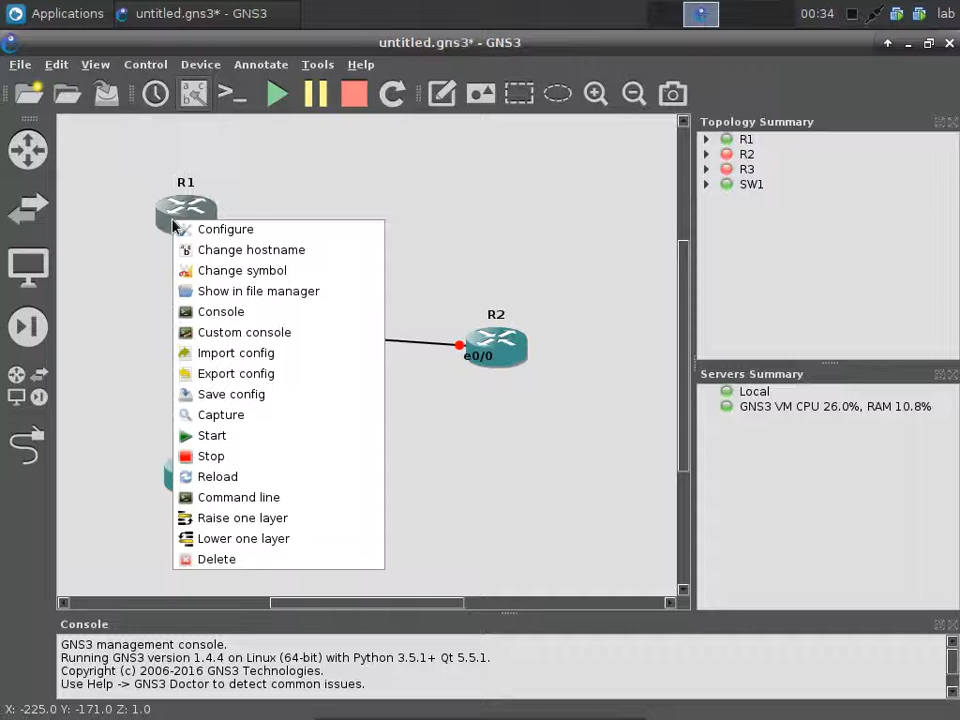 Applications
untitled.gns3* - GNS3
00:34
lab
untitled.gns3* - GNS3
File Edit View Control Device Annotate Tools Help
R1
Configure
Change hostname
Change symbol
Show in file manager
Console
Custom console
Import config
Export config
Save config
Capture
Start
Stop
Reload
Command line
Raise one layer
Lower one layer
Delete
R2
e0/0
Topology Summary
R1
R2
R3
SW1
Servers Summary
Local
GNS3 VM CPU 26.0%, RAM 10.8%
Console
GNS3 management console.
Running GNS3 version 1.4.4 on Linux (64-bit) with Python 3.5.1+ Qt 5.5.1.
Copyright (c) 2006-2016 GNS3 Technologies.
Use Help -> GNS3 Doctor to detect common issues.
X: -225.0 Y: -171.0 Z: 1.0